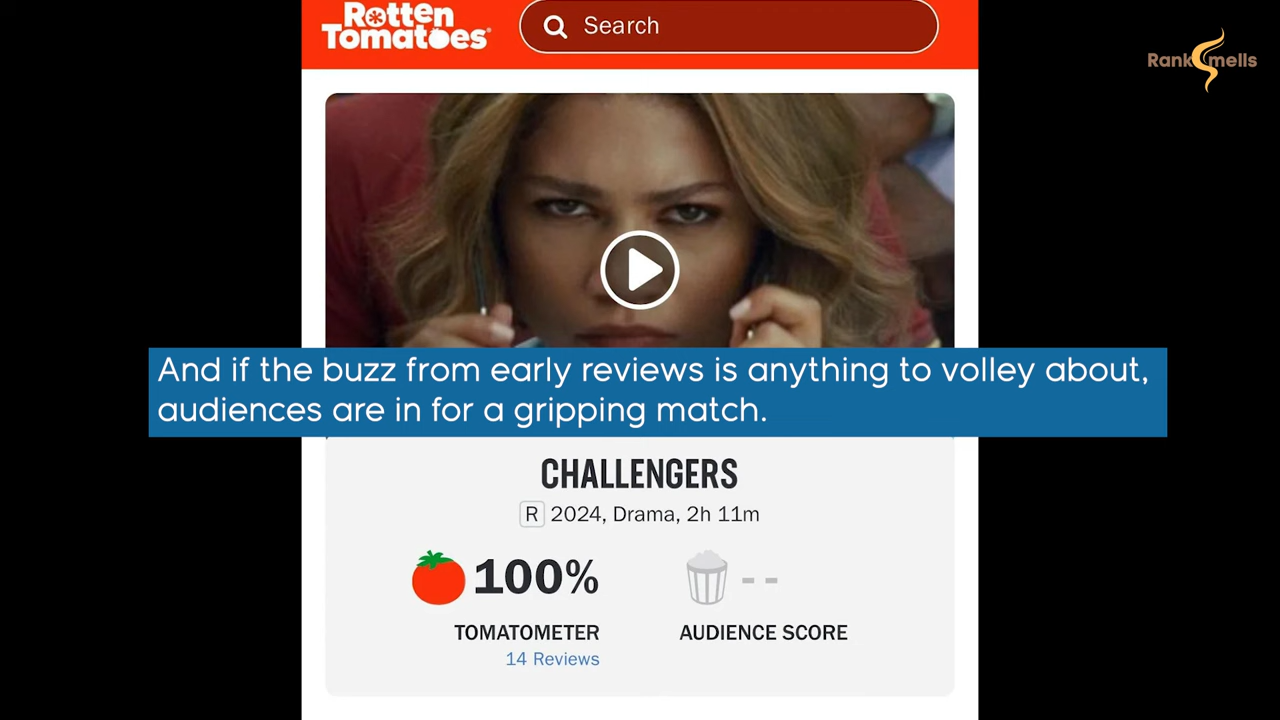 Rotten
Tomatoes®
Search
RankSmells
And if the buzz from early reviews is anything to volley about,
audiences are in for a gripping match.
CHALLENGERS
R 2024, Drama, 2h 11m
100% - -
TOMATOMETER AUDIENCE SCORE
14 Reviews